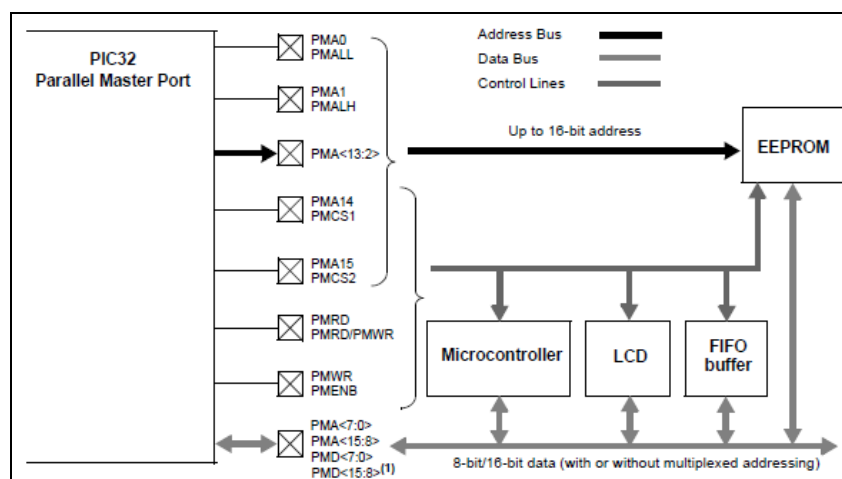 PIC32
Parallel Master Port
PMA0
PMALL
PMA1
PMALH
PMA<13:2>
PMA14
PMCS1
PMA15
PMCS2
PMRD
PMRD/PMWR
PMWR
PMENB
PMA<7:0>
PMA<15:8>
PMD<7:0>
PMD<15:8>(1)
Address Bus
Data Bus
Control Lines
Up to 16-bit address
EEPROM
Microcontroller
LCD
FIFO
buffer
8-bit/16-bit data (with or without multiplexed addressing)